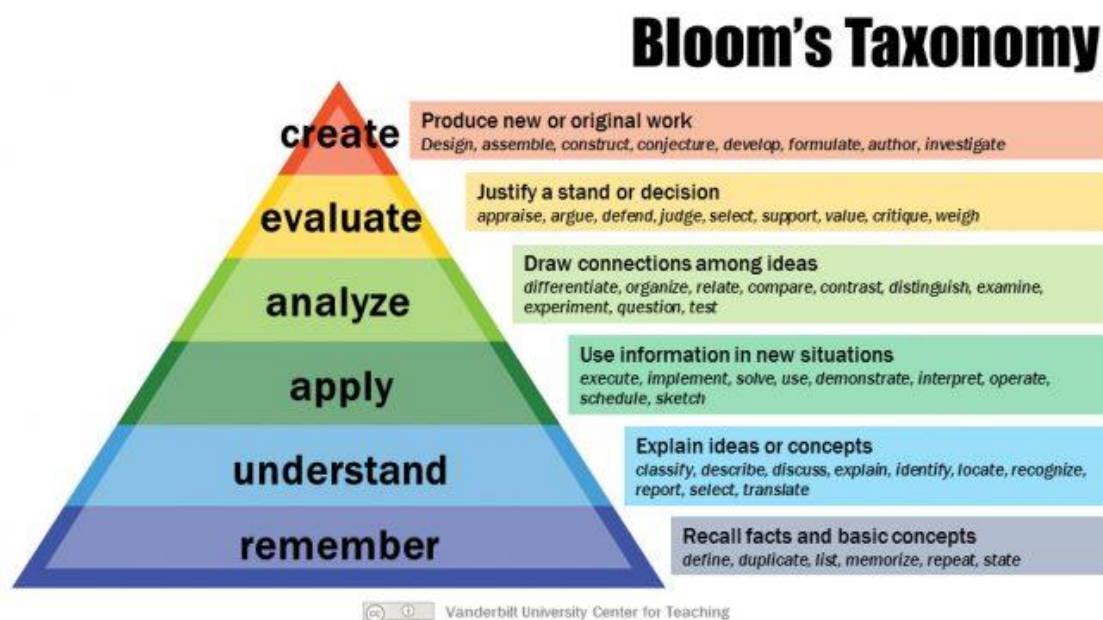 Bloom's Taxonomy
create
Produce new or original work
Design, assemble, construct, conjecture, develop, formulate, author, investigate
evaluate
Justify a stand or decision
appraise, argue, defend, judge, select, support, value, critique, weigh
analyze
Draw connections among ideas
differentiate, organize, relate, compare, contrast, distinguish, examine,
experiment, question, test
apply
Use information in new situations
execute, implement, solve, use, demonstrate, interpret, operate,
schedule, sketch
understand
Explain ideas or concepts
classify, describe, discuss, explain, identify, locate, recognize,
report, select, translate
remember
Recall facts and basic concepts
define, duplicate, list, memorize, repeat, state
cc Vanderbilt University Center for Teaching